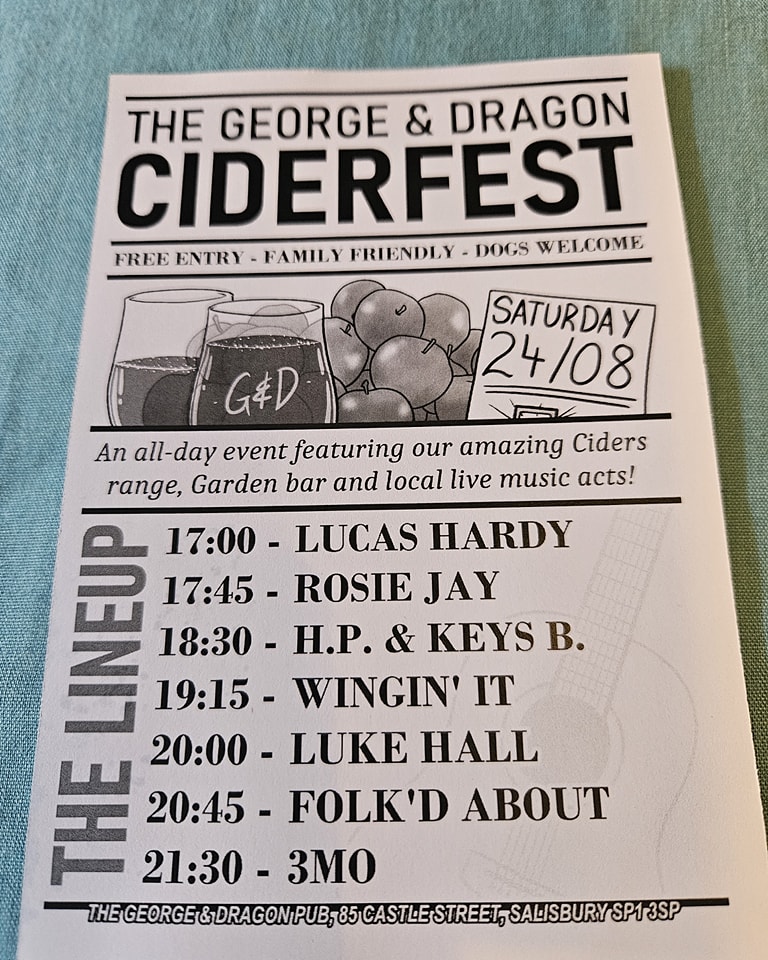 THE GEORGE & DRAGON
CIDERFEST
FREE ENTRY - FAMILY FRIENDLY - DOGS WELCOME
G&D
SATURDAY
24/08
An all-day event featuring our amazing Ciders
range, Garden bar and local live music acts!
THE LINEUP
17:00 - LUCAS HARDY
17:45 - ROSIE JAY
18:30 - H.P. & KEYS B.
19:15 - WINGIN' IT
20:00 - LUKE HALL
20:45 - FOLK'D ABOUT
21:30 - 3MO
THE GEORGE & DRAGON PUB, 85 CASTLE STREET, SALISBURY SP1 3SP